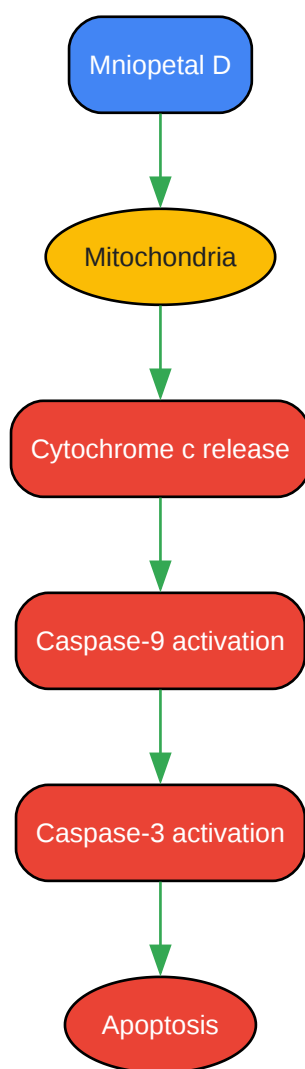 Mniopetal D
Mitochondria
Cytochrome c release
Caspase-9 activation
Caspase-3 activation
Apoptosis